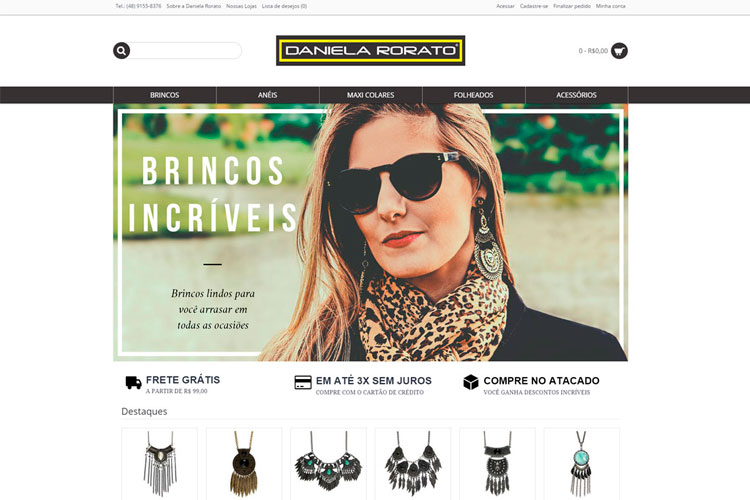 Tel.: (48) 9155-8376 Sobre a Daniela Rorato Nossas Lojas Lista de desejos (0)
Acessar Cadastre-se Finalizar pedido Minha conta
DANIELA RORATO
0 - R$0,00
BRINCOS ANÉIS MAXI COLARES FOLHEADOS ACESSÓRIOS
BRINCOS
INCRÍVEIS
Brincos lindos para
você arrasar em
todas as ocasiões
FRETE GRÁTIS
A PARTIR DE R$ 99,00
EM ATÉ 3X SEM JUROS
COMPRE COM O CARTÃO DE CRÉDITO
COMPRE NO ATACADO
VOCÊ GANHA DESCONTOS INCRÍVEIS
Destaques